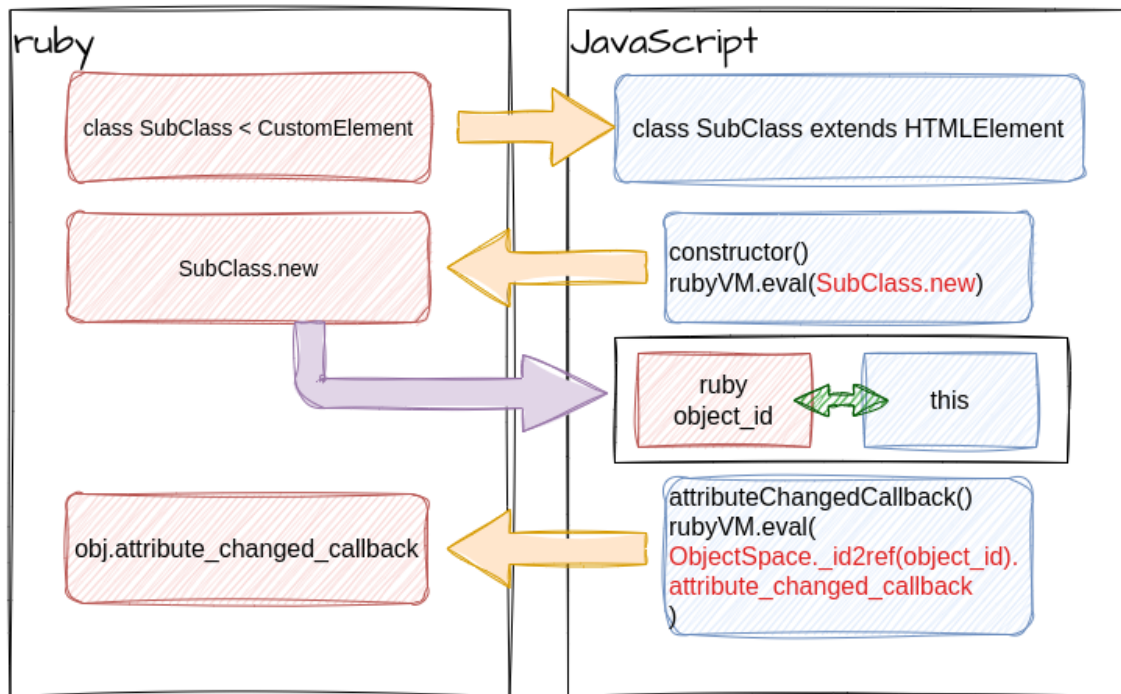 ruby
JavaScript
class SubClass < CustomElement
class SubClass extends HTMLElement
SubClass.new
constructor()
rubyVM.eval(SubClass.new)
ruby
object_id
this
obj.attribute_changed_callback
attributeChangedCallback()
rubyVM.eval(
ObjectSpace._id2ref(object_id).
attribute_changed_callback
)